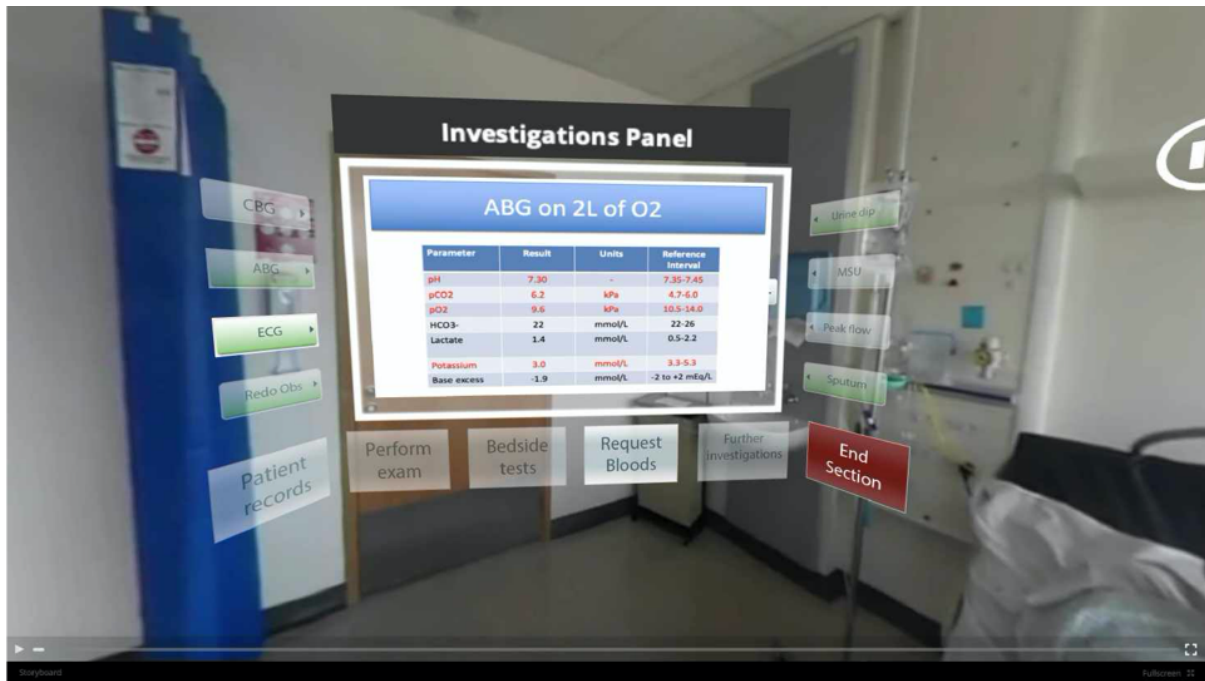 Investigations Panel
ABG on 2L of O2
Parameter Result Units Reference Interval
pH 7.30 - 7.35-7.45
pCO2 6.2 kPa 4.7-6.0
pO2 9.6 kPa 10.5-14.0
HCO3- 22 mmol/L 22-26
Lactate 1.4 mmol/L 0.5-2.2
Potassium 3.0 mmol/L 3.3-5.3
Base excess -1.9 mmol/L -2 to +2 mEq/L
CBG
ABG
ECG
Redo Obs
Patient
records
Urine dip
MSU
Peak flow
Sputum
Perform
exam
Bedside
tests
Request
Bloods
Further
investigations
End
Section
Storyboard
Fullscreen